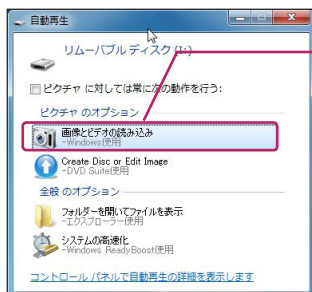 自動再生
リムーバブル ディスク (I:)
ピクチャ に対しては常に次の動作を行う:
ピクチャ のオプション
画像とビデオの読み込み
-Windows使用
Create Disc or Edit Image
-DVD Suite使用
全般 のオプション
フォルダーを開いてファイルを表示
-エクスプローラー使用
システムの高速化
-Windows ReadyBoost使用
コントロール パネルで自動再生の詳細を表示します